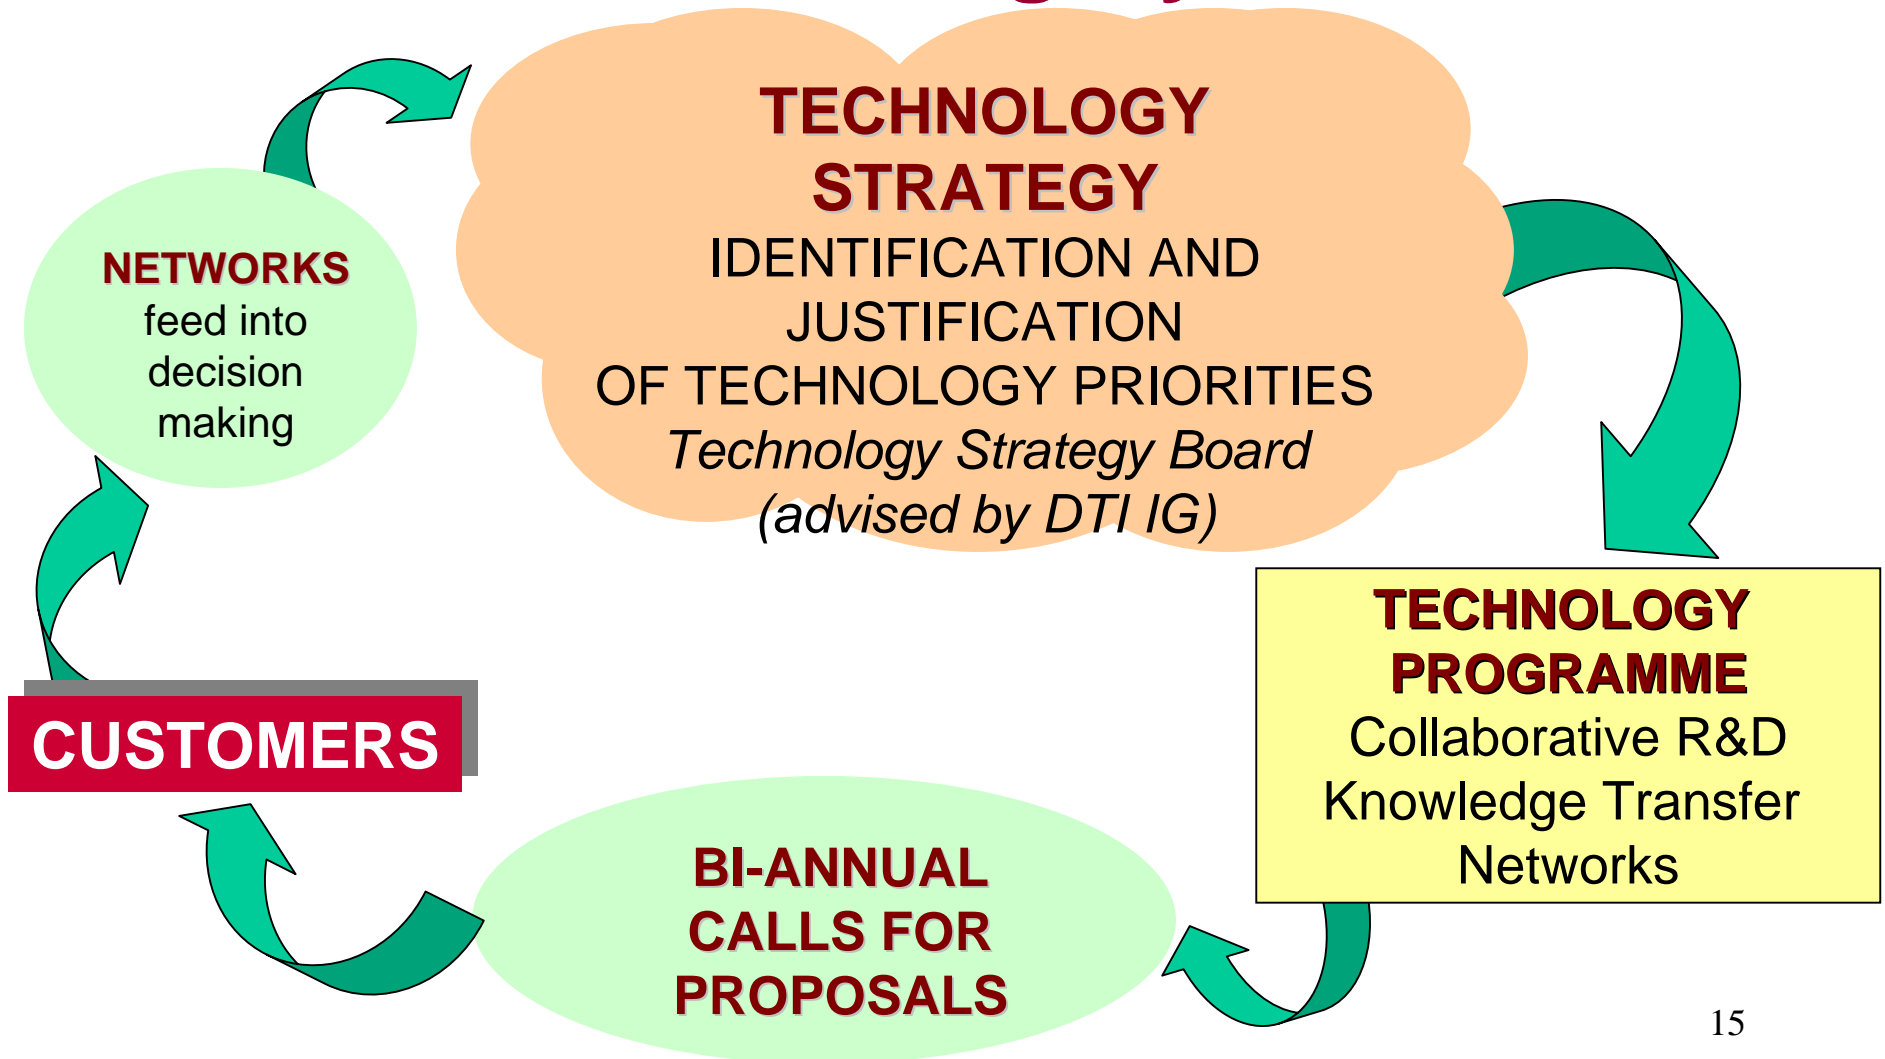 TECHNOLOGY
STRATEGY
IDENTIFICATION AND
JUSTIFICATION
OF TECHNOLOGY PRIORITIES
Technology Strategy Board
(advised by DTI IG)
NETWORKS
feed into
decision
making
TECHNOLOGY
PROGRAMME
Collaborative R&D
Knowledge Transfer
Networks
CUSTOMERS
BI-ANNUAL
CALLS FOR
PROPOSALS
15